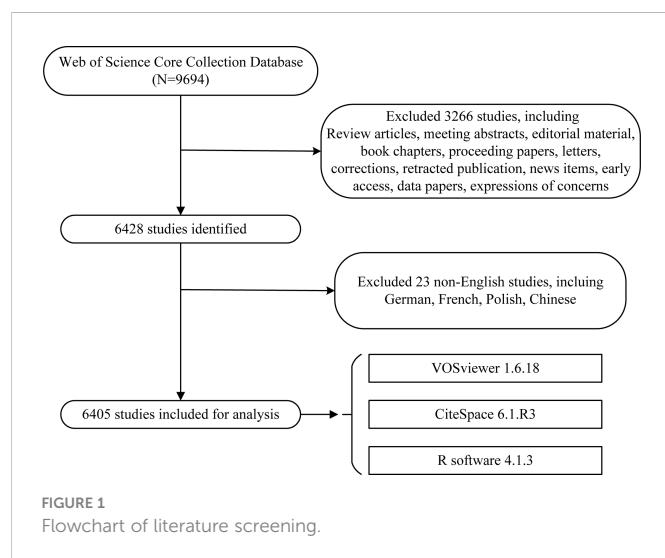 Web of Science Core Collection Database
(N=9694)
Excluded 3266 studies, including
Review articles, meeting abstracts, editorial material,
book chapters, proceeding papers, letters,
corrections, retracted publication, news items, early
access, data papers, expressions of concerns
6428 studies identified
Excluded 23 non-English studies, incluing
German, French, Polish, Chinese
VOSviewer 1.6.18
6405 studies included for analysis
CiteSpace 6.1.R3
R software 4.1.3
FIGURE 1
Flowchart of literature screening.